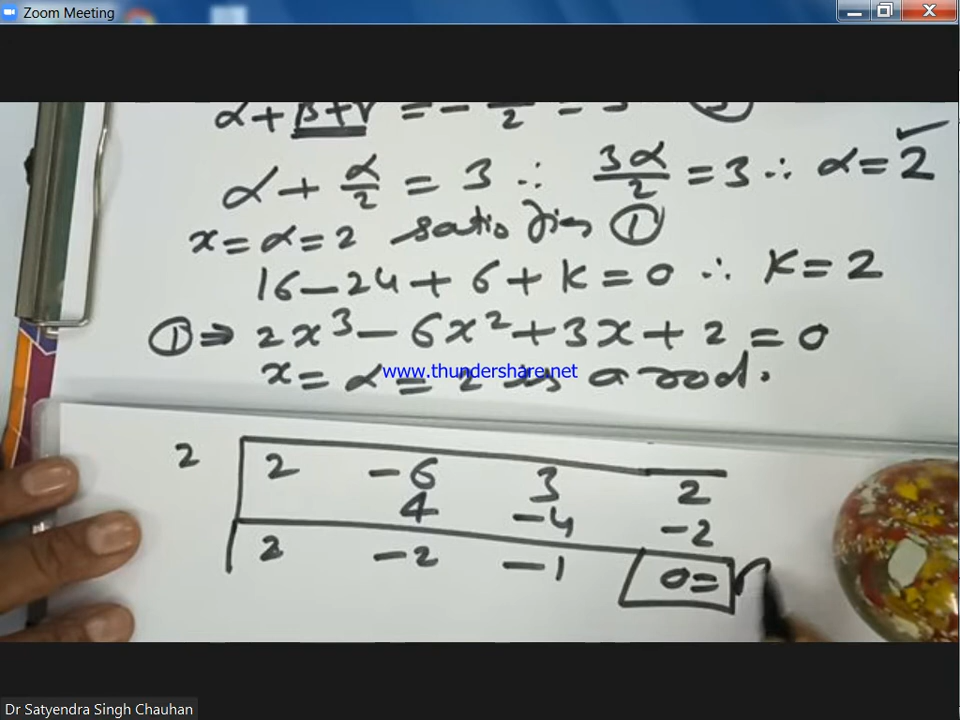 Zoom Meeting
α + β+γ = - /2 = 3
α + α/2 = 3 ∴ 3α/2 = 3 ∴ α = 2 ✓
x = α = 2 satisfies ①
16 - 24 + 6 + K = 0 ∴ K = 2
① ⇒ 2x³ - 6x² + 3x + 2 = 0
www.thundershare.net
x = α = 2 is a root.
2 2 -6 3 2
4 -4 -2
2 -2 -1 0 = r
Dr Satyendra Singh Chauhan